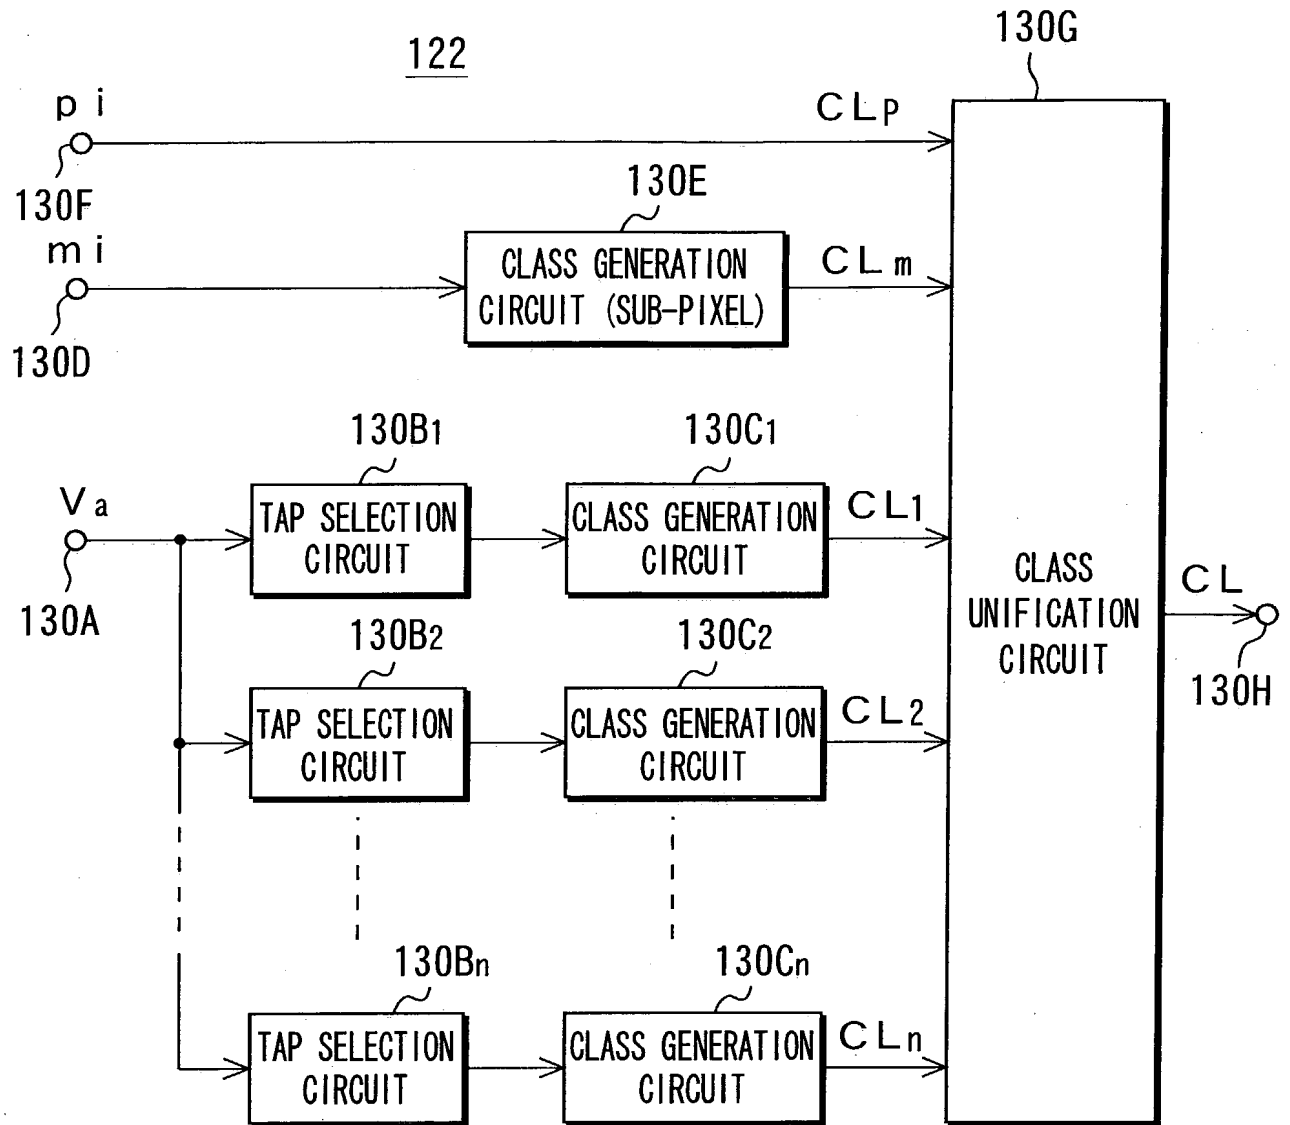 122
130G
pi
CLp
130F
130E
mi
CLASS GENERATION
CIRCUIT (SUB-PIXEL)
CLm
130D
130B1
130C1
Va
TAP SELECTION
CIRCUIT
CLASS GENERATION
CIRCUIT
CL1
130A
CLASS
UNIFICATION
CIRCUIT
CL
130H
130B2
130C2
TAP SELECTION
CIRCUIT
CLASS GENERATION
CIRCUIT
CL2
130Bn
130Cn
TAP SELECTION
CIRCUIT
CLASS GENERATION
CIRCUIT
CLn